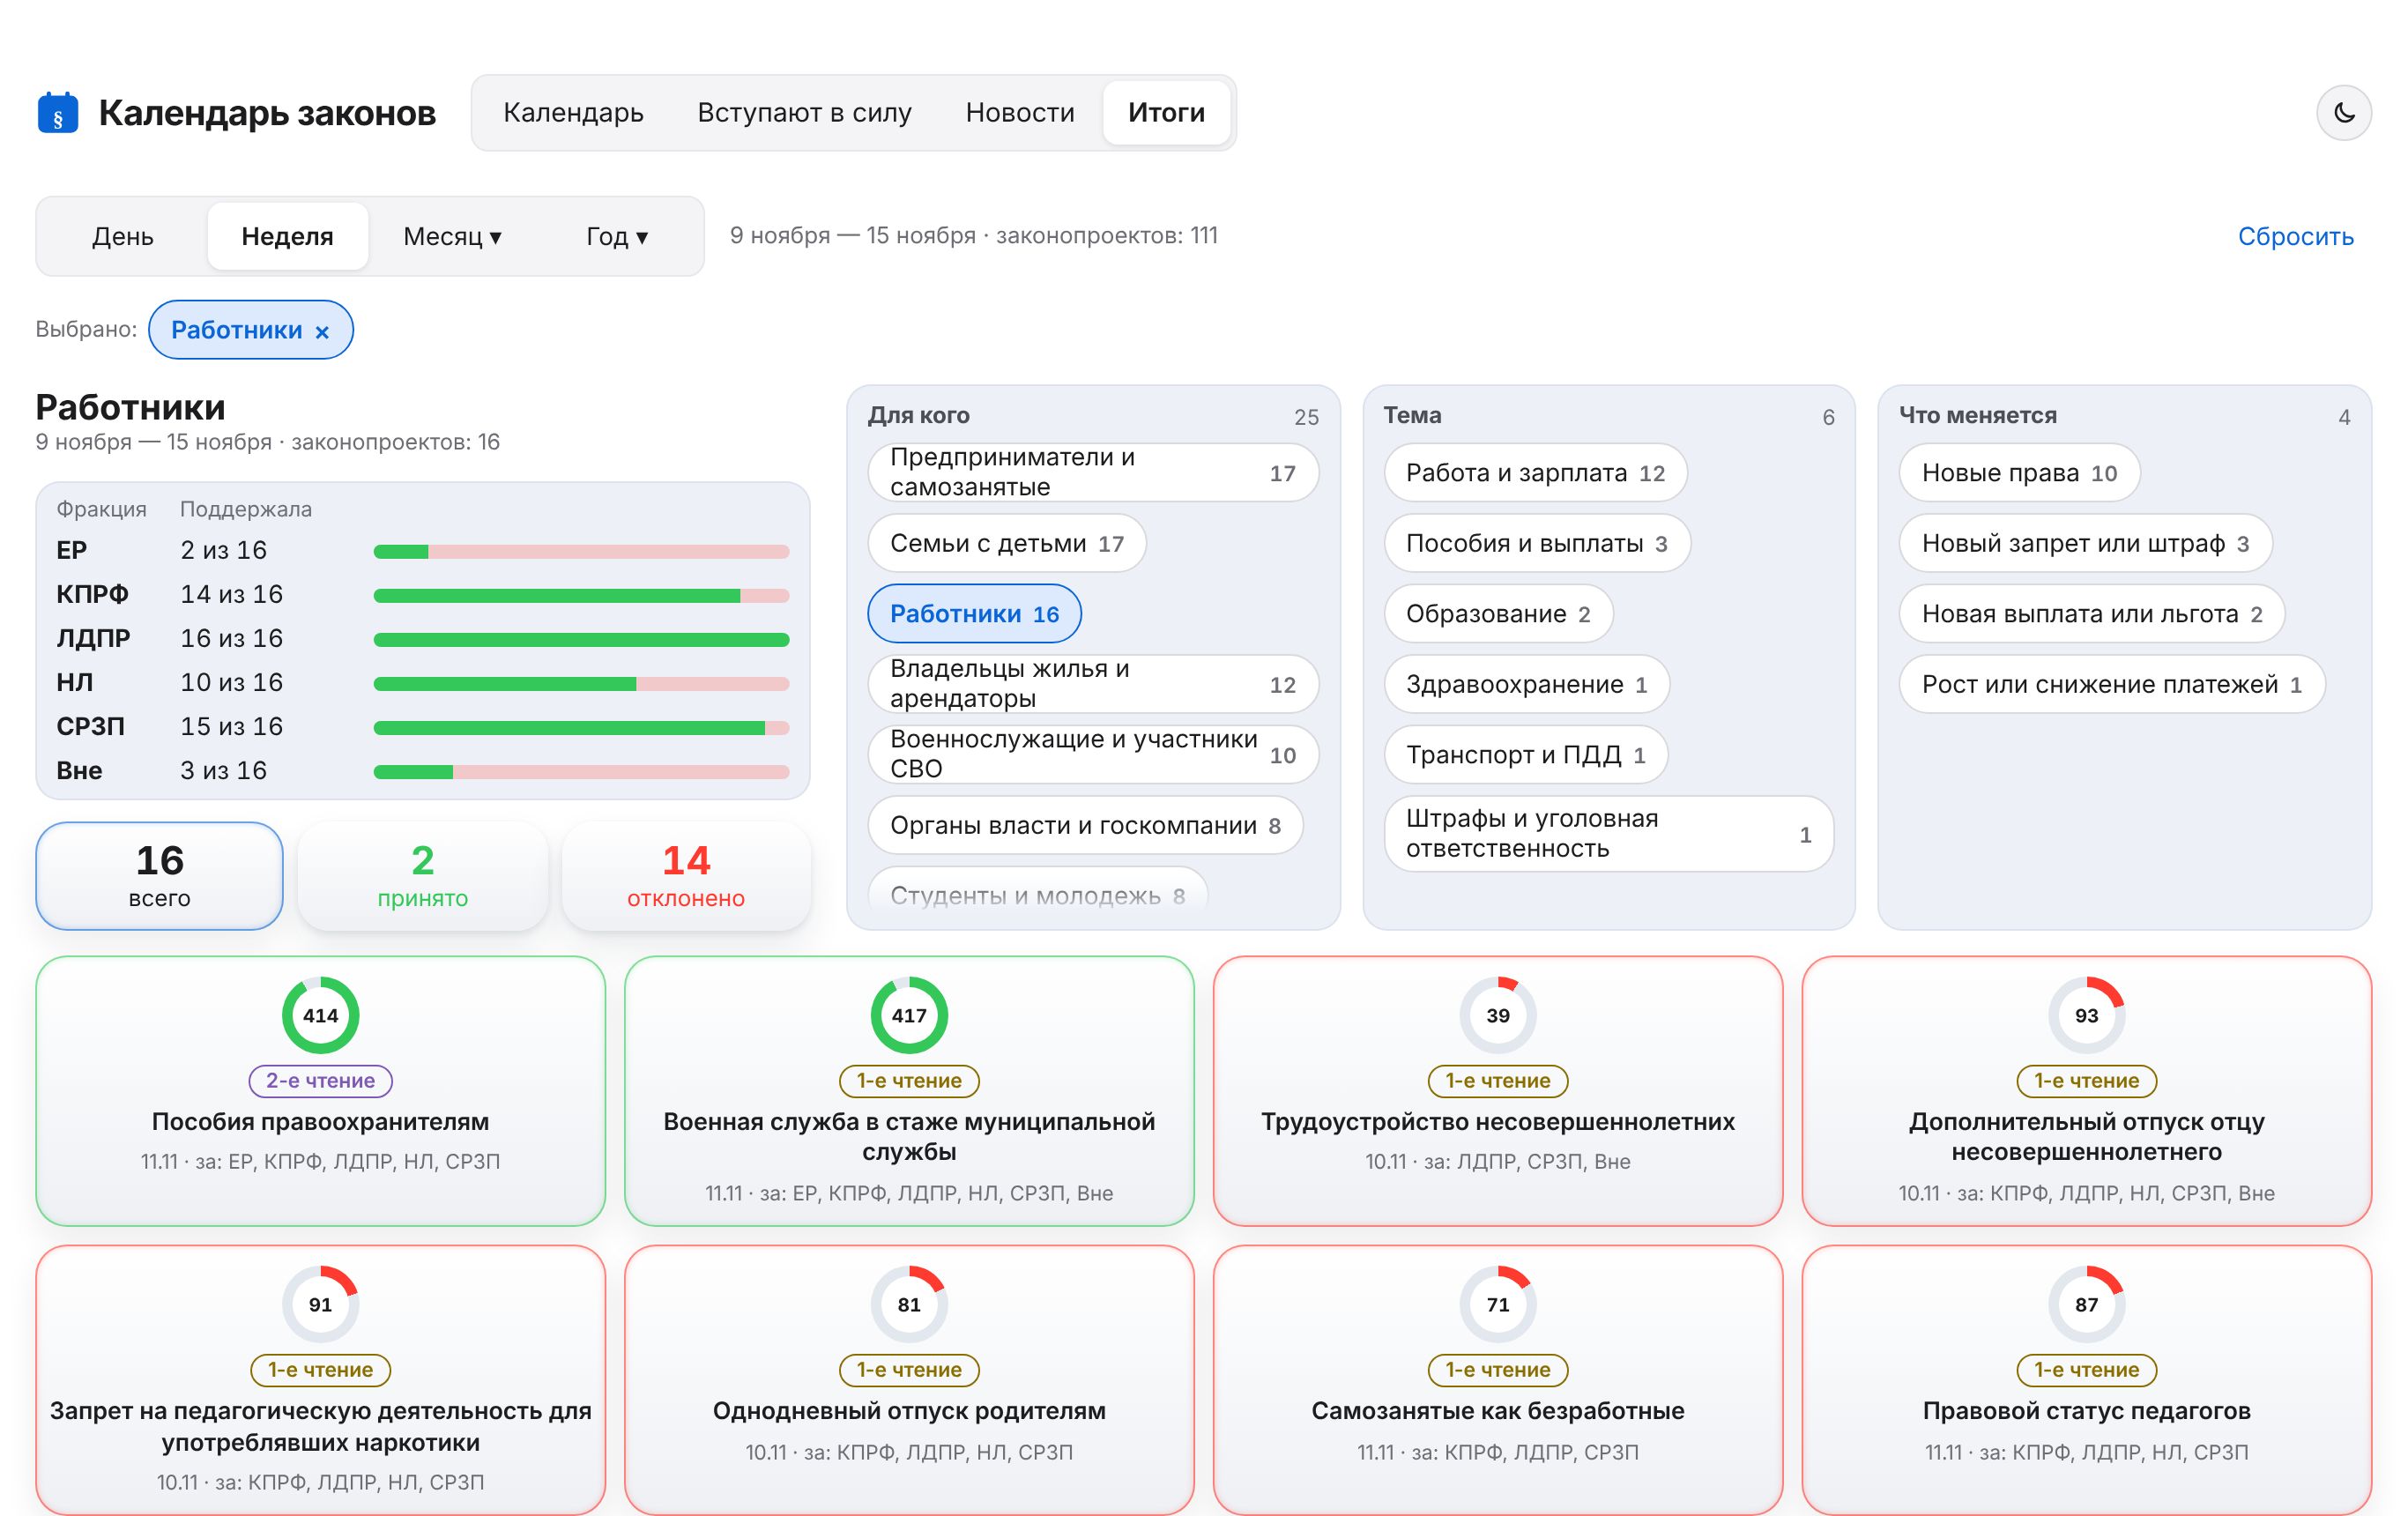 § Календарь законов
Календарь Вступают в силу Новости Итоги
День Неделя Месяц ▾ Год ▾ 9 ноября — 15 ноября · законопроектов: 111 Сбросить
Выбрано: Работники ×
Работники
9 ноября — 15 ноября · законопроектов: 16
Фракция Поддержала
ЕР 2 из 16
КПРФ 14 из 16
ЛДПР 16 из 16
НЛ 10 из 16
СРЗП 15 из 16
Вне 3 из 16
16
всего
2
принято
14
отклонено
Для кого 25
Предприниматели и
самозанятые 17
Семьи с детьми 17
Работники 16
Владельцы жилья и
арендаторы 12
Военнослужащие и участники
СВО 10
Органы власти и госкомпании 8
Студенты и молодежь 8
Тема 6
Работа и зарплата 12
Пособия и выплаты 3
Образование 2
Здравоохранение 1
Транспорт и ПДД 1
Штрафы и уголовная
ответственность 1
Что меняется 4
Новые права 10
Новый запрет или штраф 3
Новая выплата или льгота 2
Рост или снижение платежей 1
414
2-е чтение
Пособия правоохранителям
11.11 · за: ЕР, КПРФ, ЛДПР, НЛ, СРЗП
417
1-е чтение
Военная служба в стаже муниципальной
службы
11.11 · за: ЕР, КПРФ, ЛДПР, НЛ, СРЗП, Вне
39
1-е чтение
Трудоустройство несовершеннолетних
10.11 · за: ЛДПР, СРЗП, Вне
93
1-е чтение
Дополнительный отпуск отцу
несовершеннолетнего
10.11 · за: КПРФ, ЛДПР, НЛ, СРЗП, Вне
91
1-е чтение
Запрет на педагогическую деятельность для
употреблявших наркотики
10.11 · за: КПРФ, ЛДПР, НЛ, СРЗП
81
1-е чтение
Однодневный отпуск родителям
10.11 · за: КПРФ, ЛДПР, НЛ, СРЗП
71
1-е чтение
Самозанятые как безработные
11.11 · за: КПРФ, ЛДПР, СРЗП
87
1-е чтение
Правовой статус педагогов
11.11 · за: КПРФ, ЛДПР, НЛ, СРЗП